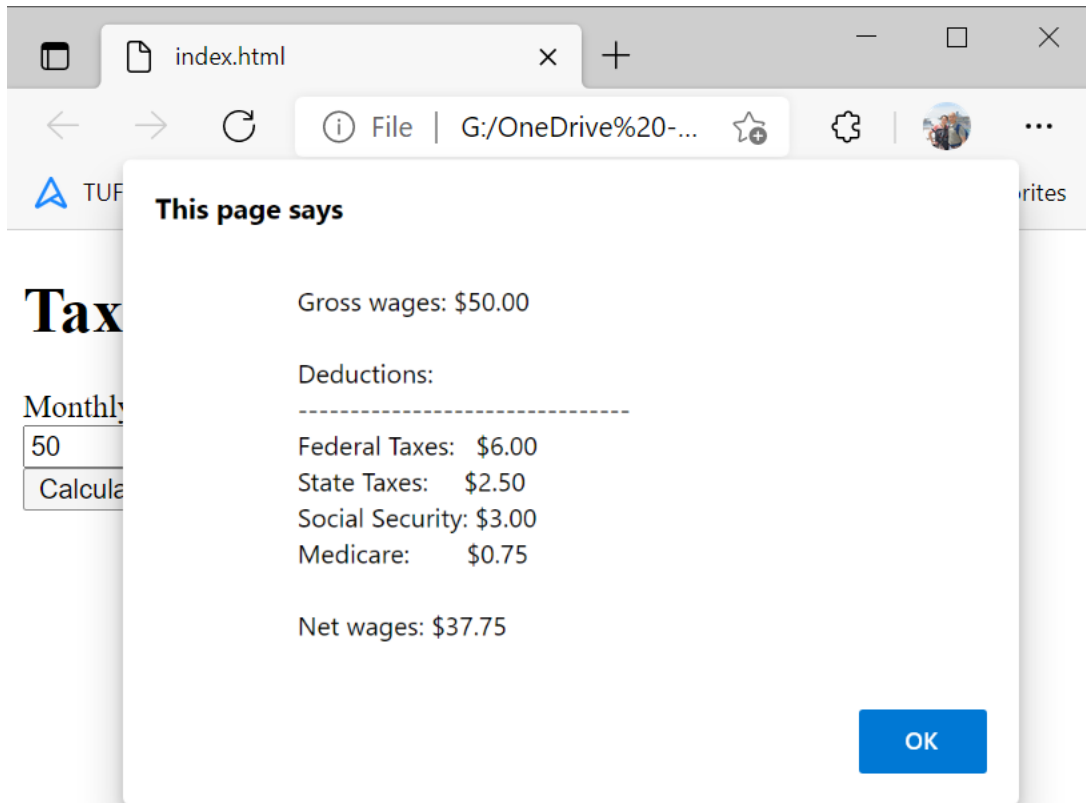 index.html
File | G:/OneDrive%20-...
TUF
rites
This page says
Gross wages: $50.00
Deductions:
--------------------------------
Federal Taxes: $6.00
State Taxes: $2.50
Social Security: $3.00
Medicare: $0.75
Net wages: $37.75
OK
Tax
Monthly
50
Calcula